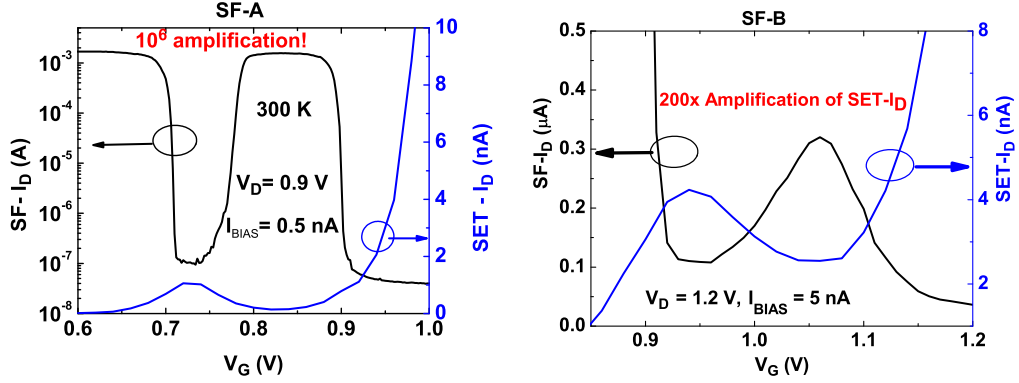 SF-A
10^6 amplification!
10^-3
10^-4
10^-5
10^-6
10^-7
10^-8
SF- I_D (A)
300 K
V_D= 0.9 V
I_BIAS= 0.5 nA
10
8
6
4
2
0
SET - I_D (nA)
0.6 0.7 0.8 0.9 1.0
V_G (V)
SF-B
200x Amplification of SET-I_D
0.5
0.4
0.3
0.2
0.1
0.0
SF-I_D (μA)
V_D = 1.2 V, I_BIAS = 5 nA
8
6
4
2
SET-I_D (nA)
0.9 1.0 1.1 1.2
V_G (V)